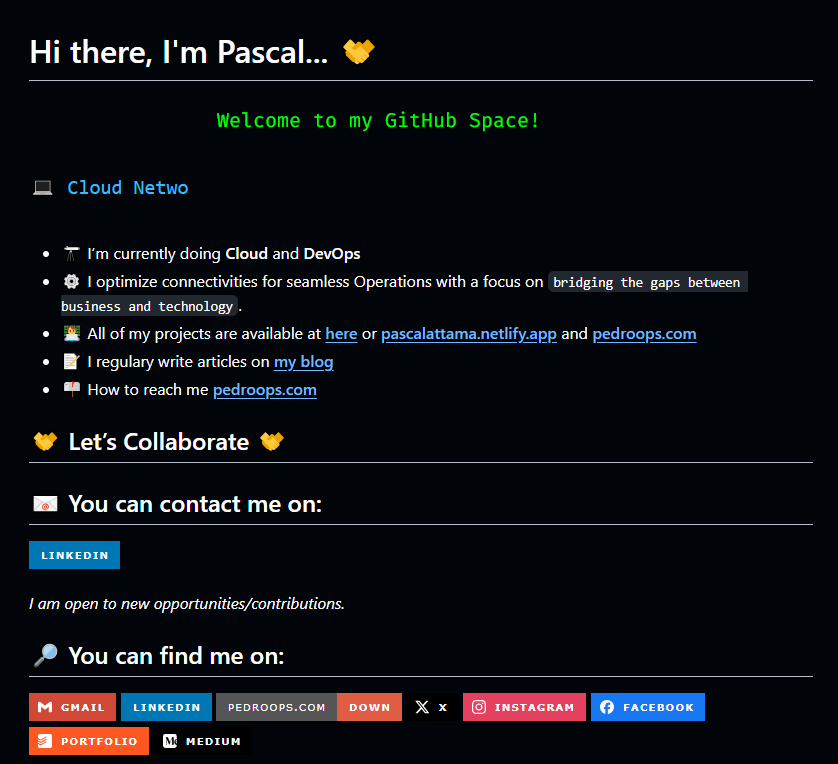 Hi there, I'm Pascal...
Welcome to my GitHub Space!
Cloud Netwo
I’m currently doing Cloud and DevOps
I optimize connectivities for seamless Operations with a focus on bridging the gaps between
business and technology.
All of my projects are available at here or pascalattama.netlify.app and pedroops.com
I regulary write articles on my blog
How to reach me pedroops.com
Let’s Collaborate
You can contact me on:
LINKEDIN
I am open to new opportunities/contributions.
You can find me on:
GMAIL LINKEDIN PEDROOPS.COM DOWN X INSTAGRAM FACEBOOK
PORTFOLIO MEDIUM